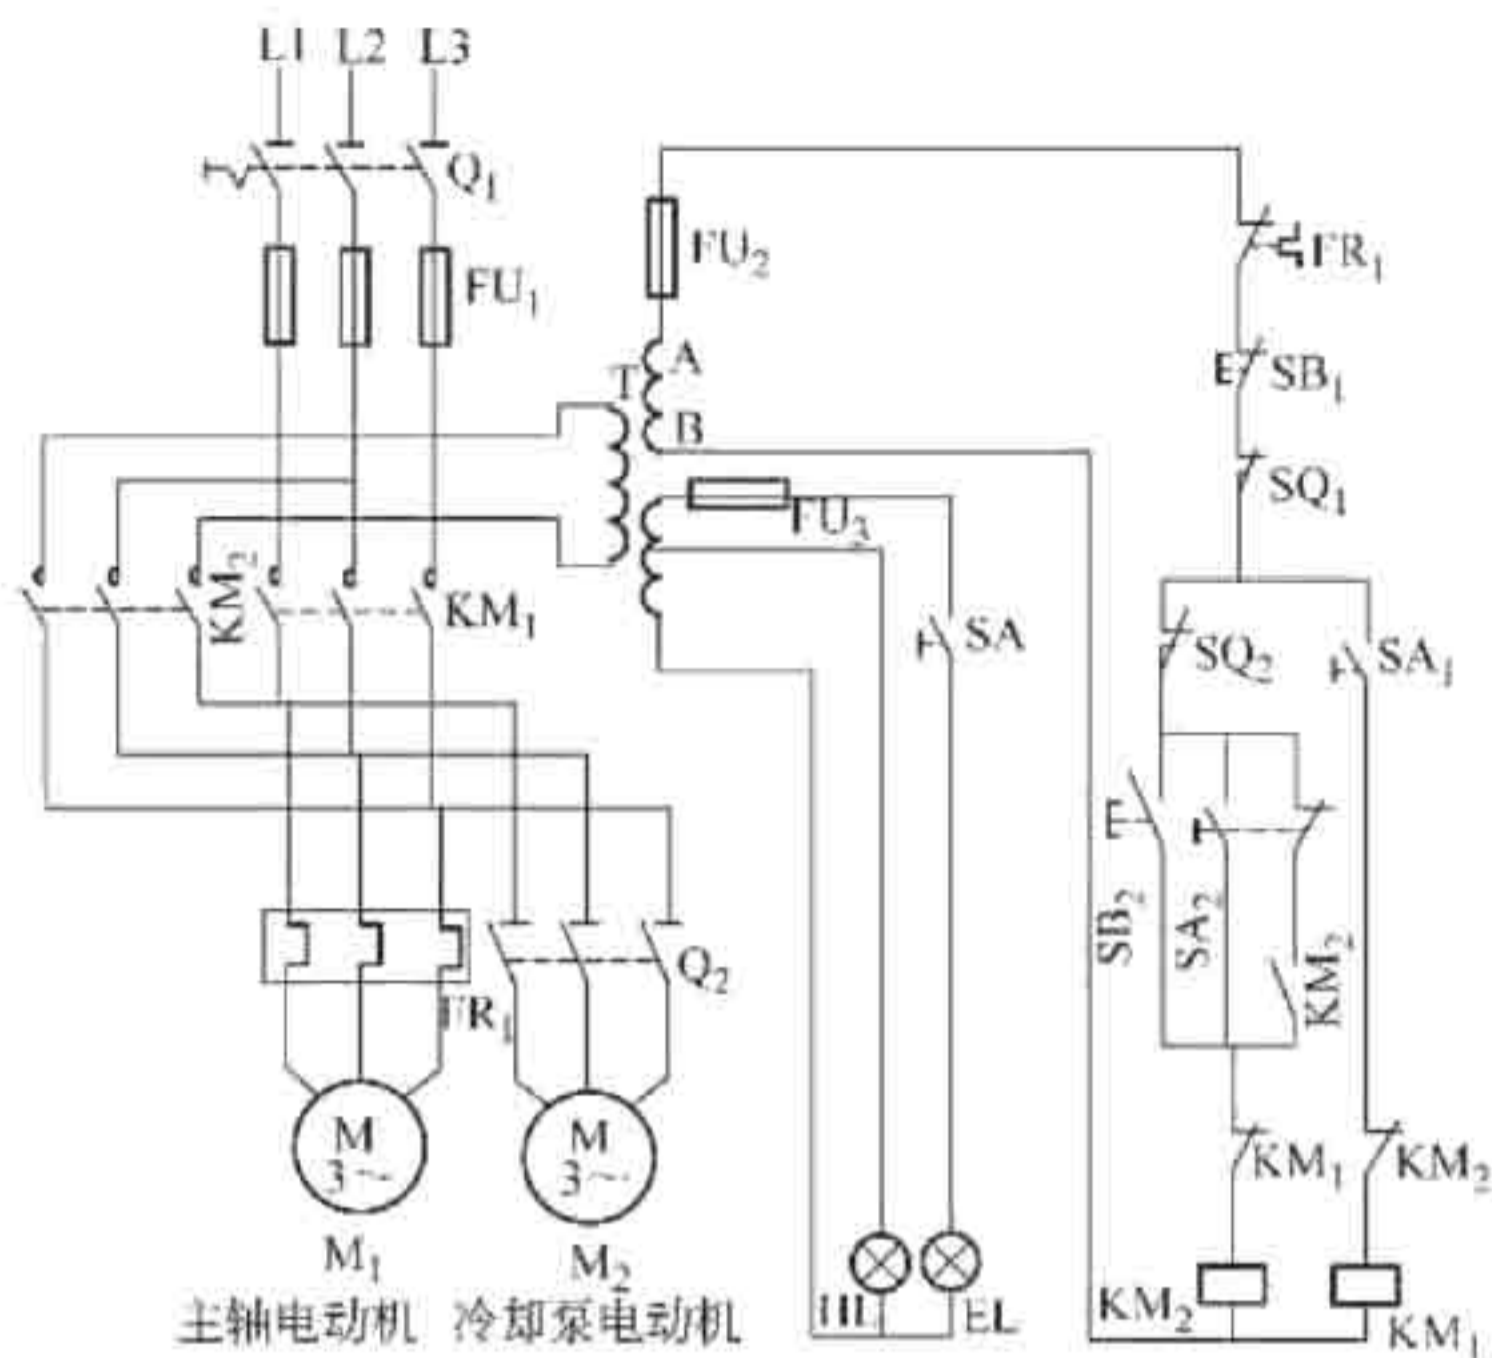 L1 L2 L3
Q₁
FU₁
FU₂
FR₁
T
A
B
SB₁
SQ₁
KM₂
KM₁
SA
SQ₂
SA₁
SB₂
SA₂
KM₂
Q₂
FR₁
M
3～
M
3～
KM₁
KM₂
M₁
M₂
HL
EL
KM₂
KM₁
主轴电动机
冷却泵电动机